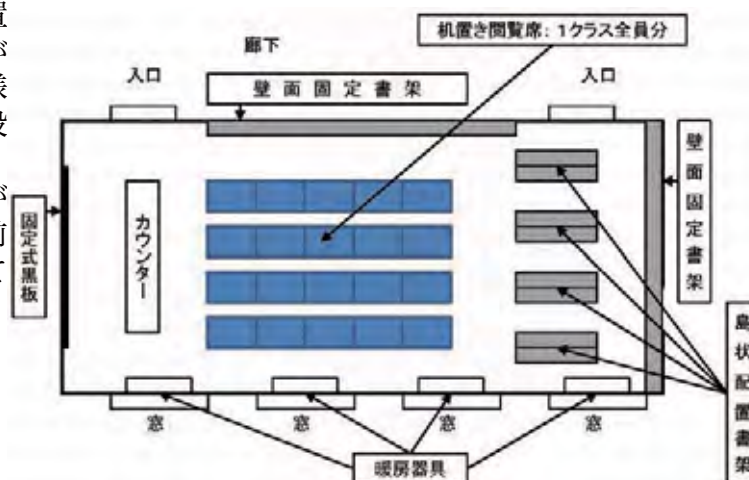 机置き閲覧席：1クラス全員分
廊下
入口
壁面固定書架
入口
壁面固定書架
固定式黒板
カウンター
島状配置書架
窓
窓
窓
窓
暖房器具